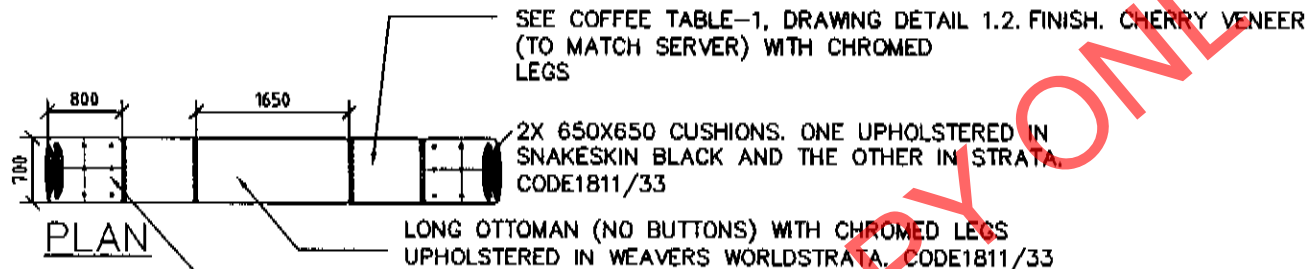 SEE COFFEE TABLE-1, DRAWING DETAIL 1.2. FINISH. CHERRY VENEER
(TO MATCH SERVER) WITH CHROMED
LEGS
800
1650
2X 650X650 CUSHIONS. ONE UPHOLSTERED IN
SNAKESKIN BLACK AND THE OTHER IN STRATA.
CODE1811/33
700
PLAN
LONG OTTOMAN (NO BUTTONS) WITH CHROMED LEGS
UPHOLSTERED IN WEAVERS WORLDSTRATA. CODE1811/33